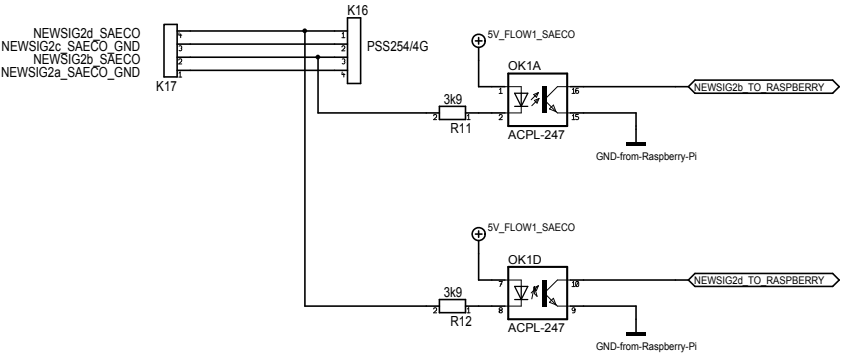 K16
NEWSIG2d_SAECO
NEWSIG2c_SAECO_GND
NEWSIG2b_SAECO
NEWSIG2a_SAECO_GND
4
3
2
1
K17
1
2
3
4
PSS254/4G
5V_FLOW1_SAECO
OK1A
1
16
NEWSIG2b_TO_RASPBERRY
3k9
2
1
2
15
R11
ACPL-247
GND-from-Raspberry-Pi
5V_FLOW1_SAECO
OK1D
7
10
NEWSIG2d_TO_RASPBERRY
3k9
2
1
8
9
R12
ACPL-247
GND-from-Raspberry-Pi